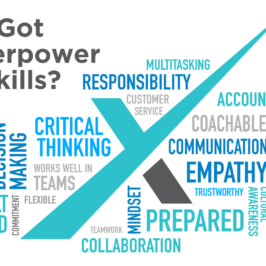 Got
erpower
kills?
MULTITASKING
RESPONSIBILITY
CUSTOMER
SERVICE
ACCOUN
COACHABLE
CRITICAL
THINKING
DECISION
MAKING
COMMUNICATION
WORKS WELL IN
TEAMS
EMPATHY
FLEXIBLE
COMMITMENT
MINDSET
TRUSTWORTHY
CULTURAL
AWARENESS
PREPARED
TEAMWORK
COLLABORATION